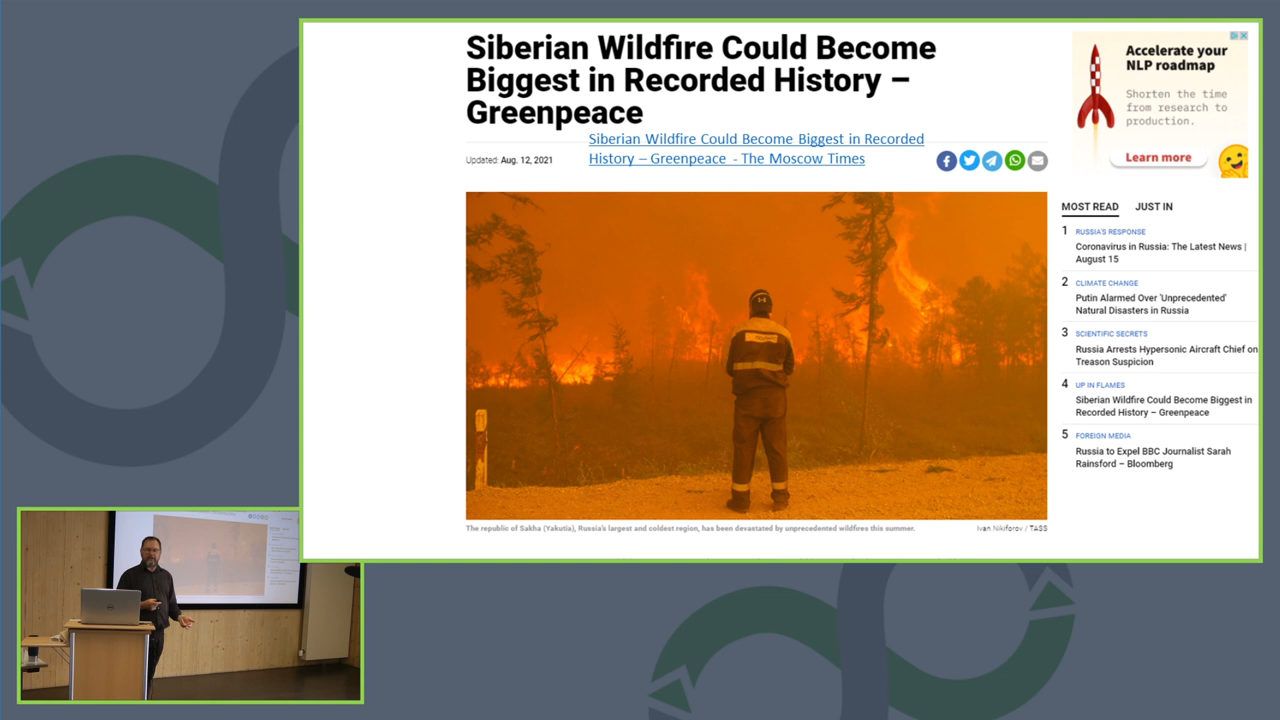 Siberian Wildfire Could Become
Biggest in Recorded History –
Greenpeace
Siberian Wildfire Could Become Biggest in Recorded
History – Greenpeace - The Moscow Times
Updated: Aug. 12, 2021
The republic of Sakha (Yakutia), Russia's largest and coldest region, has been devastated by unprecedented wildfires this summer.
Ivan Nikiforov / TASS
Accelerate your
NLP roadmap
Shorten the time
from research to
production.
Learn more
MOST READ JUST IN
1 RUSSIA'S RESPONSE
Coronavirus in Russia: The Latest News |
August 15
2 CLIMATE CHANGE
Putin Alarmed Over 'Unprecedented'
Natural Disasters in Russia
3 SCIENTIFIC SECRETS
Russia Arrests Hypersonic Aircraft Chief on
Treason Suspicion
4 UP IN FLAMES
Siberian Wildfire Could Become Biggest in
Recorded History – Greenpeace
5 FOREIGN MEDIA
Russia to Expel BBC Journalist Sarah
Rainsford – Bloomberg